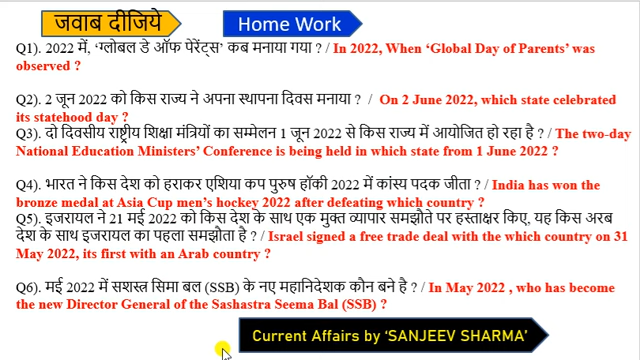 जवाब दीजिये
Home Work
Q1). 2022 में, ‘ग्लोबल डे ऑफ पेरेंट्स’ कब मनाया गया ? / In 2022, When ‘Global Day of Parents’ was
observed ?
Q2). 2 जून 2022 को किस राज्य ने अपना स्थापना दिवस मनाया ? / On 2 June 2022, which state celebrated
its statehood day ?
Q3). दो दिवसीय राष्ट्रीय शिक्षा मंत्रियों का सम्मेलन 1 जून 2022 से किस राज्य में आयोजित हो रहा है ? / The two-day
National Education Ministers’ Conference is being held in which state from 1 June 2022 ?
Q4). भारत ने किस देश को हराकर एशिया कप पुरुष हॉकी 2022 में कांस्य पदक जीता ? / India has won the
bronze medal at Asia Cup men’s hockey 2022 after defeating which country ?
Q5). इजरायल ने 21 मई 2022 को किस देश के साथ एक मुक्त व्यापार समझौते पर हस्ताक्षर किए, यह किस अरब
देश के साथ इजरायल का पहला समझौता है ? / Israel signed a free trade deal with the which country on 31
May 2022, its first with an Arab country ?
Q6). मई 2022 में सशस्त्र सिमा बल (SSB) के नए महानिदेशक कौन बने है ? / In May 2022 , who has become
the new Director General of the Sashastra Seema Bal (SSB) ?
Current Affairs by ‘SANJEEV SHARMA’